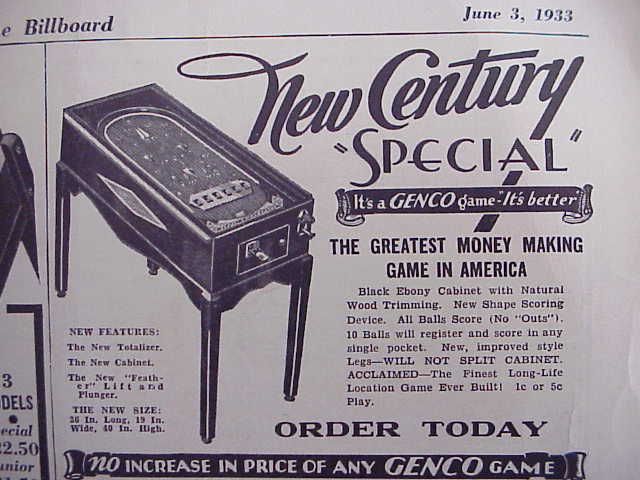 e Billboard
June 3, 1933
New Century
"SPECIAL"
It's a GENCO game-"It's better"
THE GREATEST MONEY MAKING
GAME IN AMERICA
Black Ebony Cabinet with Natural
Wood Trimming. New Shape Scoring
Device. All Balls Score (No "Outs").
10 Balls will register and score in any
single pocket. New, improved style
Legs—WILL NOT SPLIT CABINET.
ACCLAIMED—The Finest Long-Life
Location Game Ever Built! 1c or 5c
Play.
NEW FEATURES:
The New Totalizer.
The New Cabinet.
The New "Feath-
er" Lift and
Plunger.
THE NEW SIZE:
36 In. Long, 19 In.
Wide, 40 In. High.
ORDER TODAY
NO INCREASE IN PRICE OF ANY GENCO GAME
3
ODELS
ecial
2.50
unior